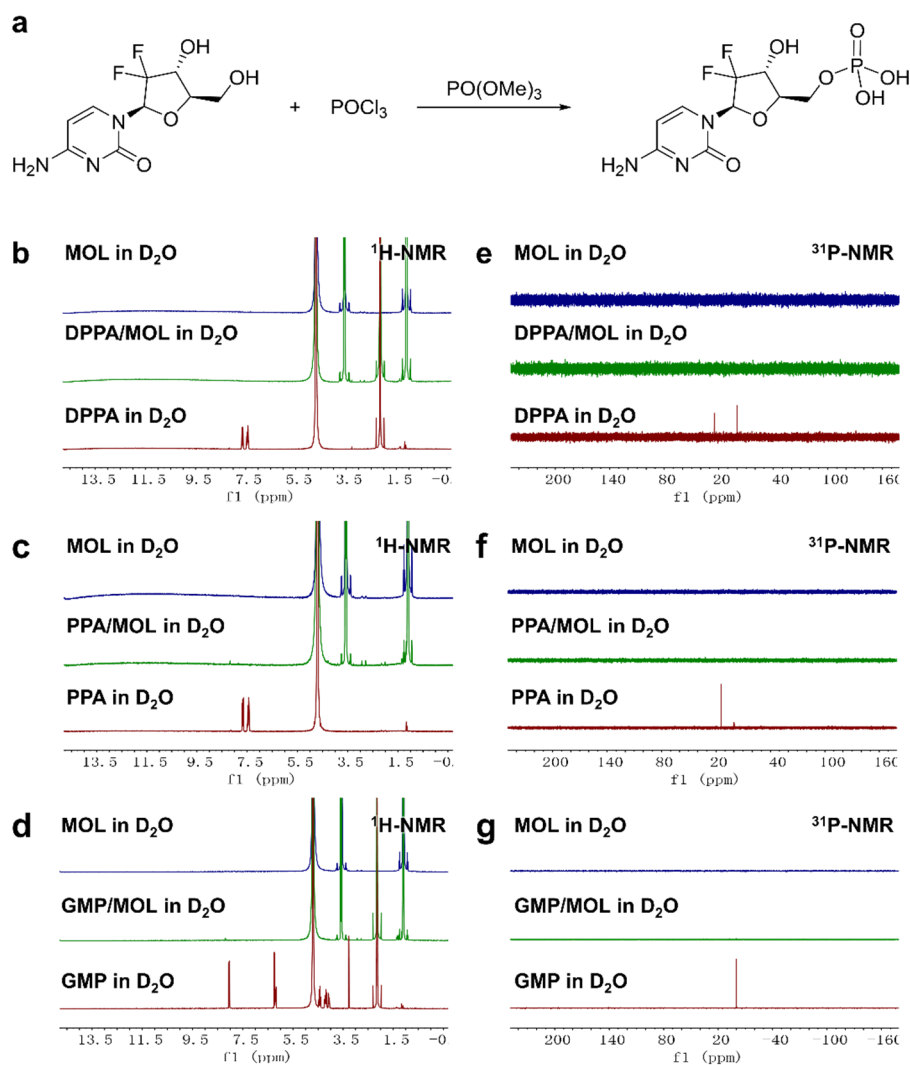 a
F
OH
F
OH
N
O
H₂N
N
O
+
POCl₃
PO(OMe)₃
F
OH
F
O
O
P
OH
OH
N
O
H₂N
N
O
b
MOL in D₂O
¹H-NMR
DPPA/MOL in D₂O
DPPA in D₂O
13.5 11.5 9.5 7.5 5.5 3.5 1.5 -0.
f1 (ppm)
e
MOL in D₂O
³¹P-NMR
DPPA/MOL in D₂O
DPPA in D₂O
200 140 80 20 40 100 160
f1 (ppm)
c
MOL in D₂O
¹H-NMR
PPA/MOL in D₂O
PPA in D₂O
13.5 11.5 9.5 7.5 5.5 3.5 1.5 -0.
f1 (ppm)
f
MOL in D₂O
³¹P-NMR
PPA/MOL in D₂O
PPA in D₂O
200 140 80 20 40 100 160
f1 (ppm)
d
MOL in D₂O
¹H-NMR
GMP/MOL in D₂O
GMP in D₂O
13.5 11.5 9.5 7.5 5.5 3.5 1.5 -0.
f1 (ppm)
g
MOL in D₂O
³¹P-NMR
GMP/MOL in D₂O
GMP in D₂O
200 140 80 20 -40 -100 -160
f1 (ppm)